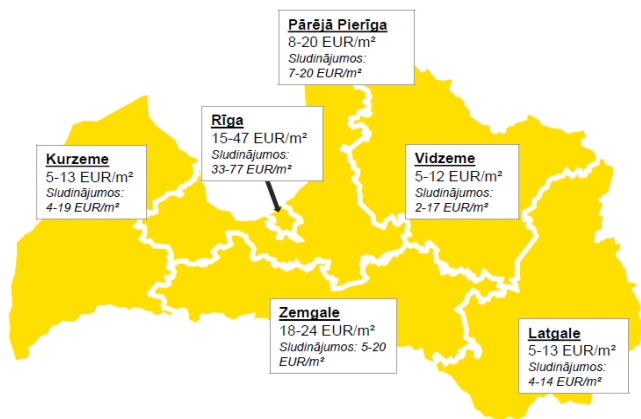 Pārējā Pierīga
8-20 EUR/m²
Sludinājumos:
7-20 EUR/m²
Rīga
15-47 EUR/m²
Sludinājumos:
33-77 EUR/m²
Kurzeme
5-13 EUR/m²
Sludinājumos:
4-19 EUR/m²
Vidzeme
5-12 EUR/m²
Sludinājumos:
2-17 EUR/m²
Zemgale
18-24 EUR/m²
Sludinājumos: 5-20
EUR/m²
Latgale
5-13 EUR/m²
Sludinājumos:
4-14 EUR/m²